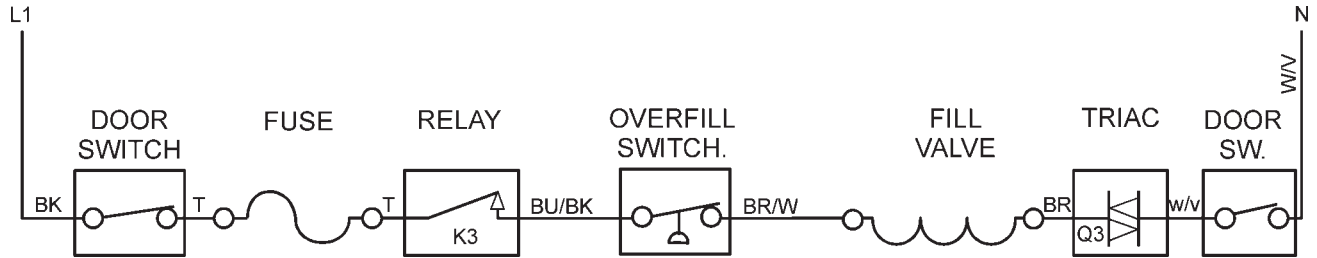 L1
N
W/V
DOOR
SWITCH
FUSE
RELAY
OVERFILL
SWITCH.
FILL
VALVE
TRIAC
DOOR
SW.
BK
T
T
BU/BK
BR/W
BR
w/v
K3
Q3